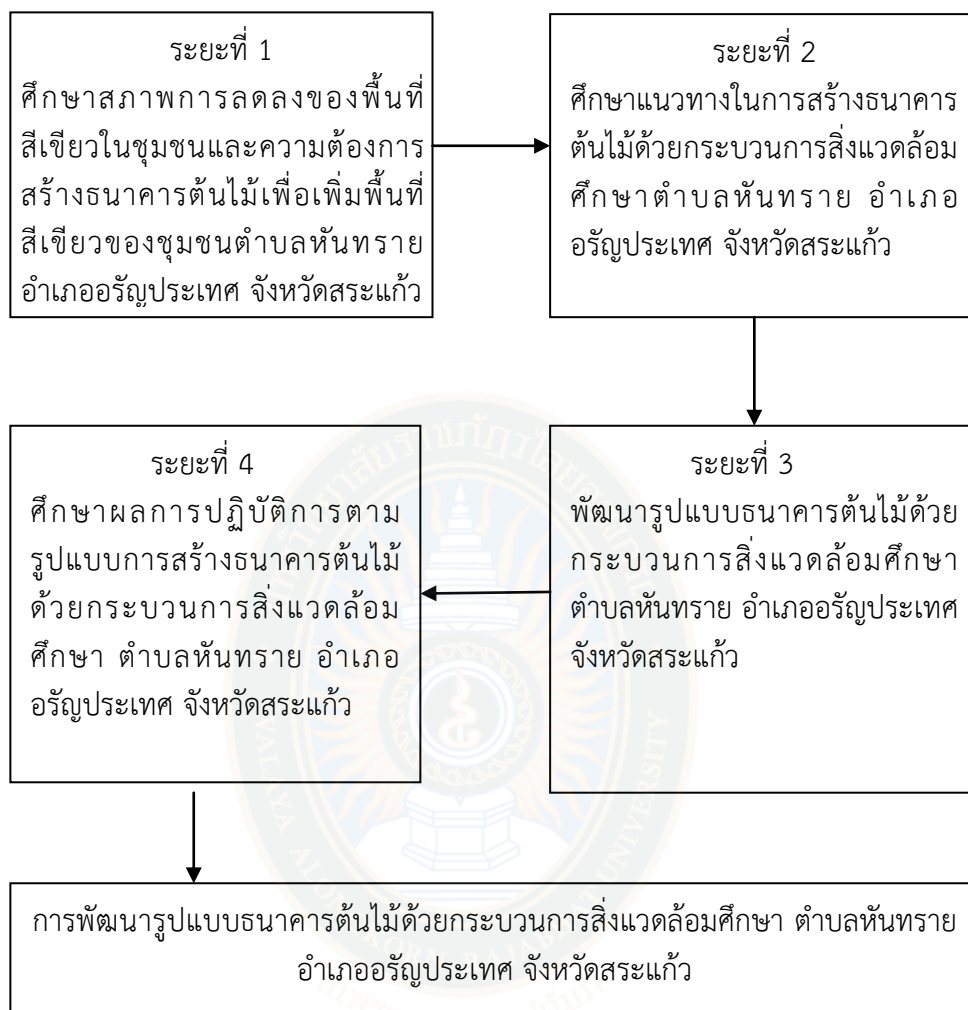 ระยะที่ 1
ศึกษาสภาพการลดลงของพื้นที่
สีเขียวในชุมชนและความต้องการ
สร้างธนาคารต้นไม้เพื่อเพิ่มพื้นที่
สีเขียวของชุมชนตำบลหันทราย
อำเภออรัญประเทศ จังหวัดสระแก้ว
ระยะที่ 2
ศึกษาแนวทางในการสร้างธนาคาร
ต้นไม้ด้วยกระบวนการสิ่งแวดล้อม
ศึกษาตำบลหันทราย อำเภอ
อรัญประเทศ จังหวัดสระแก้ว
ระยะที่ 3
พัฒนารูปแบบธนาคารต้นไม้ด้วย
กระบวนการสิ่งแวดล้อมศึกษา
ตำบลหันทราย อำเภออรัญประเทศ
จังหวัดสระแก้ว
ระยะที่ 4
ศึกษาผลการปฏิบัติการตาม
รูปแบบการสร้างธนาคารต้นไม้
ด้วยกระบวนการสิ่งแวดล้อม
ศึกษา ตำบลหันทราย อำเภอ
อรัญประเทศ จังหวัดสระแก้ว
การพัฒนารูปแบบธนาคารต้นไม้ด้วยกระบวนการสิ่งแวดล้อมศึกษา ตำบลหันทราย
อำเภออรัญประเทศ จังหวัดสระแก้ว